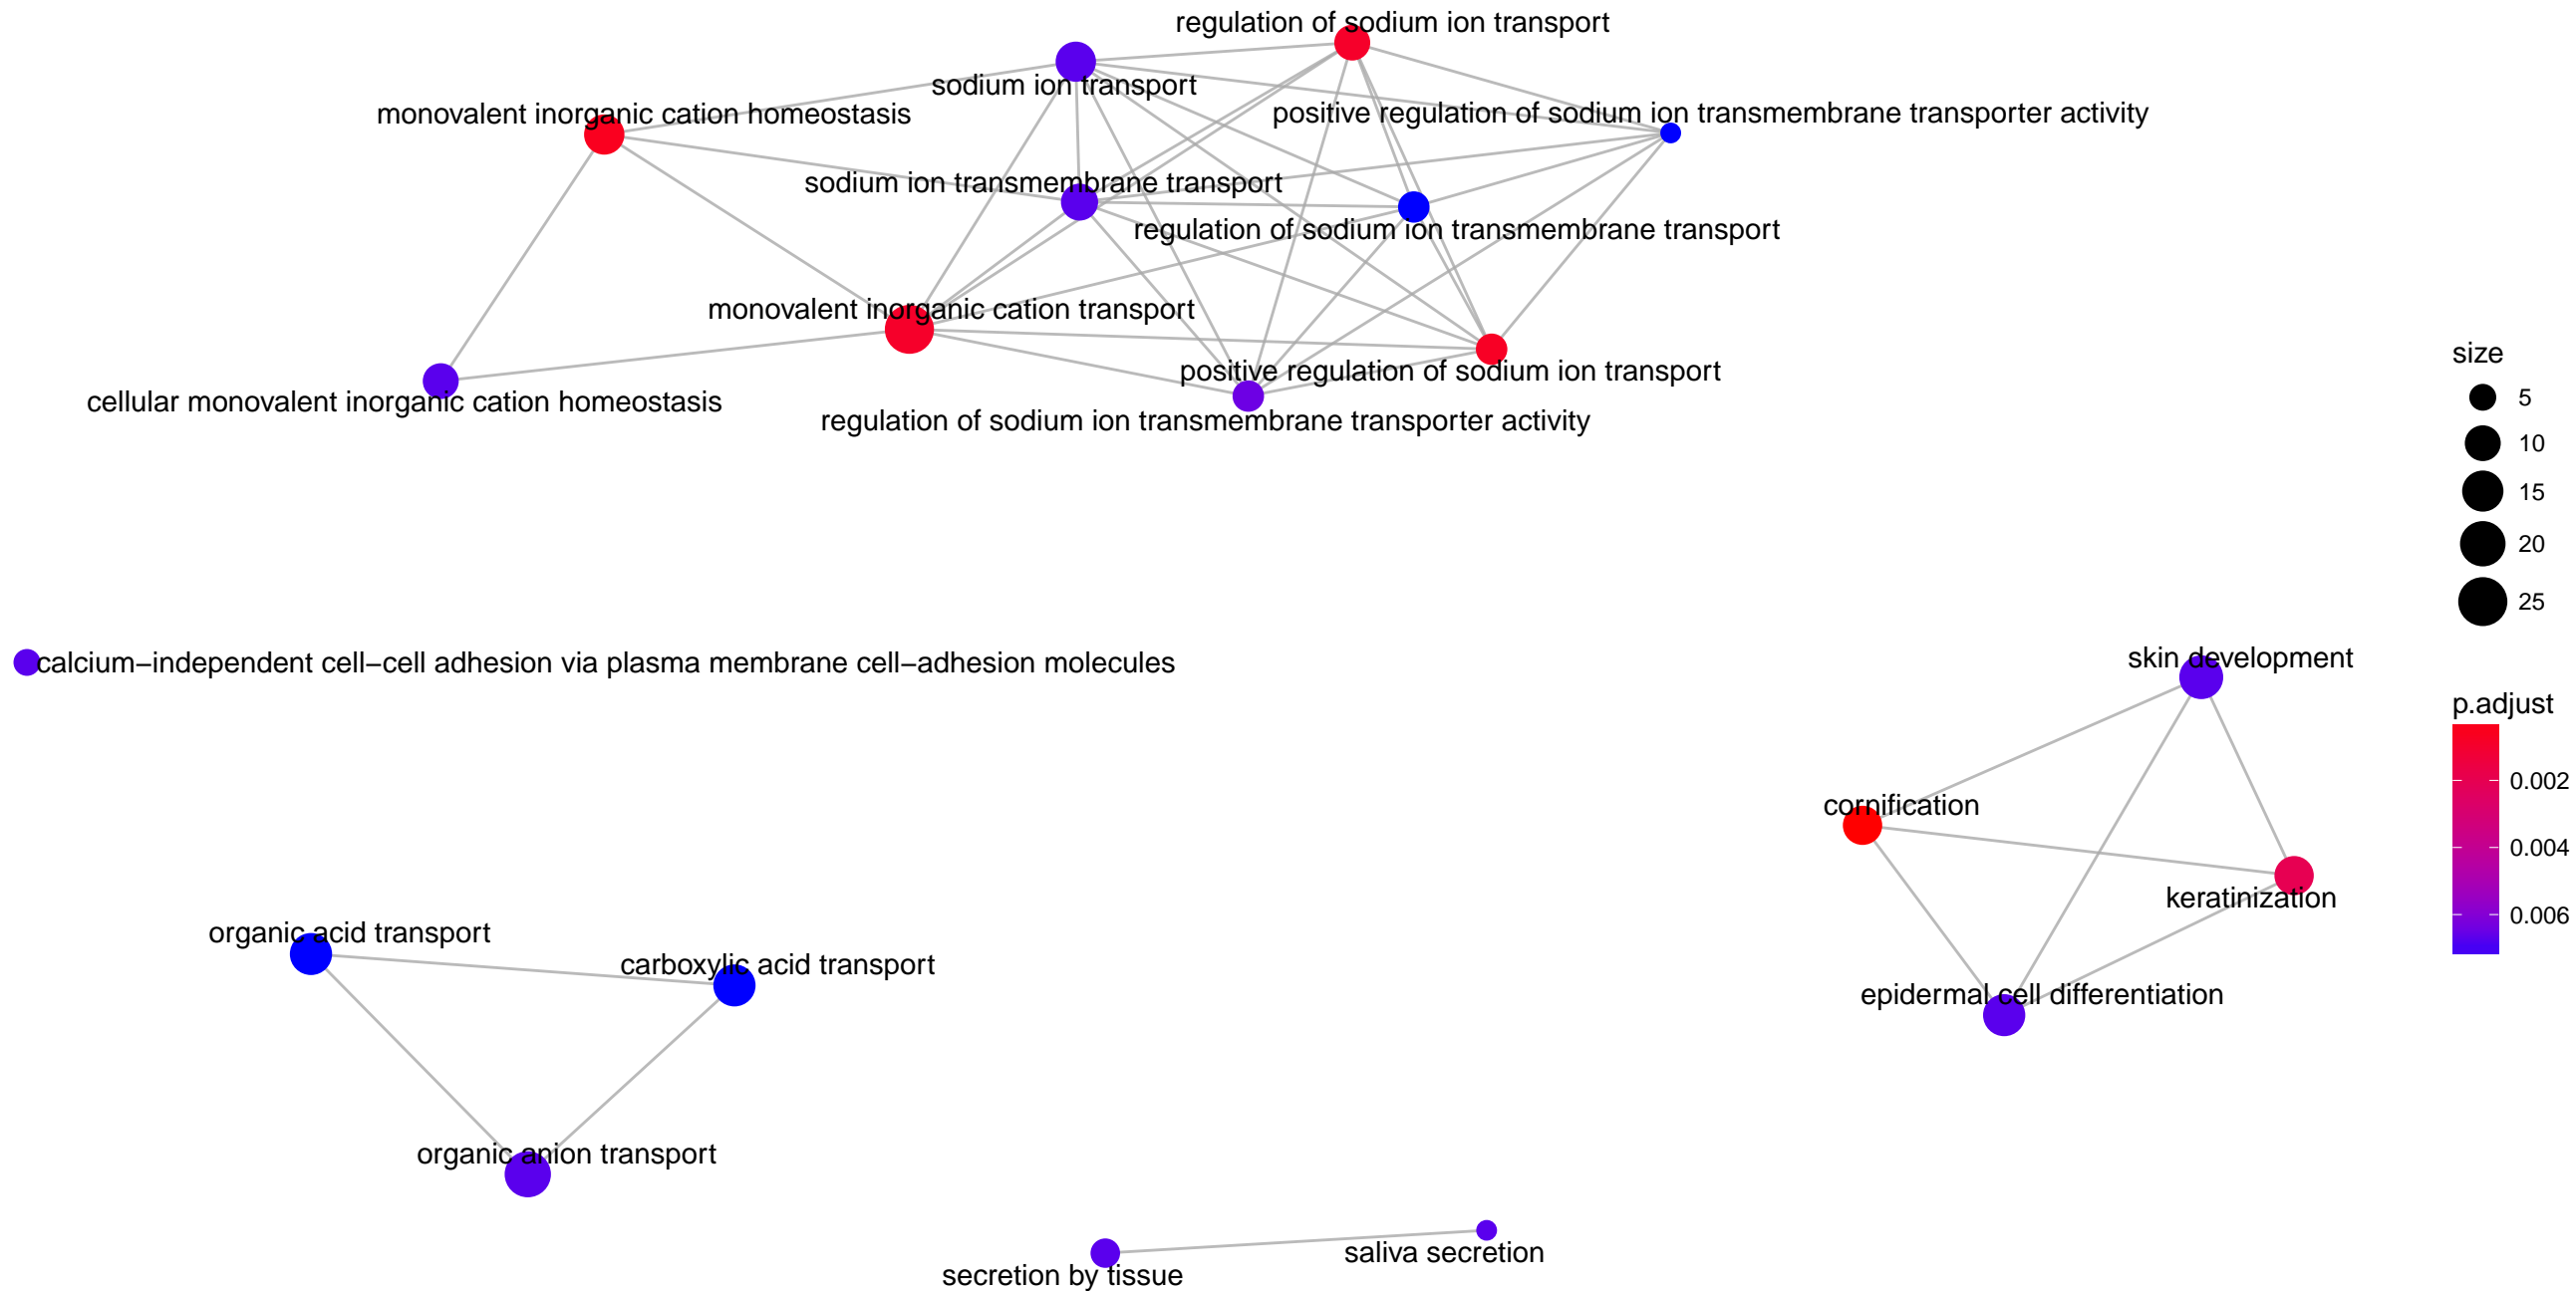 regulation of sodium ion transport
sodium ion transport
monovalent inorganic cation homeostasis
positive regulation of sodium ion transmembrane transporter activity
sodium ion transmembrane transport
regulation of sodium ion transmembrane transport
monovalent inorganic cation transport
positive regulation of sodium ion transport
cellular monovalent inorganic cation homeostasis
regulation of sodium ion transmembrane transporter activity
size
5
10
15
20
25
calcium−independent cell−cell adhesion via plasma membrane cell−adhesion molecules
skin development
p.adjust
0.002
0.004
0.006
cornification
keratinization
organic acid transport
carboxylic acid transport
epidermal cell differentiation
organic anion transport
saliva secretion
secretion by tissue